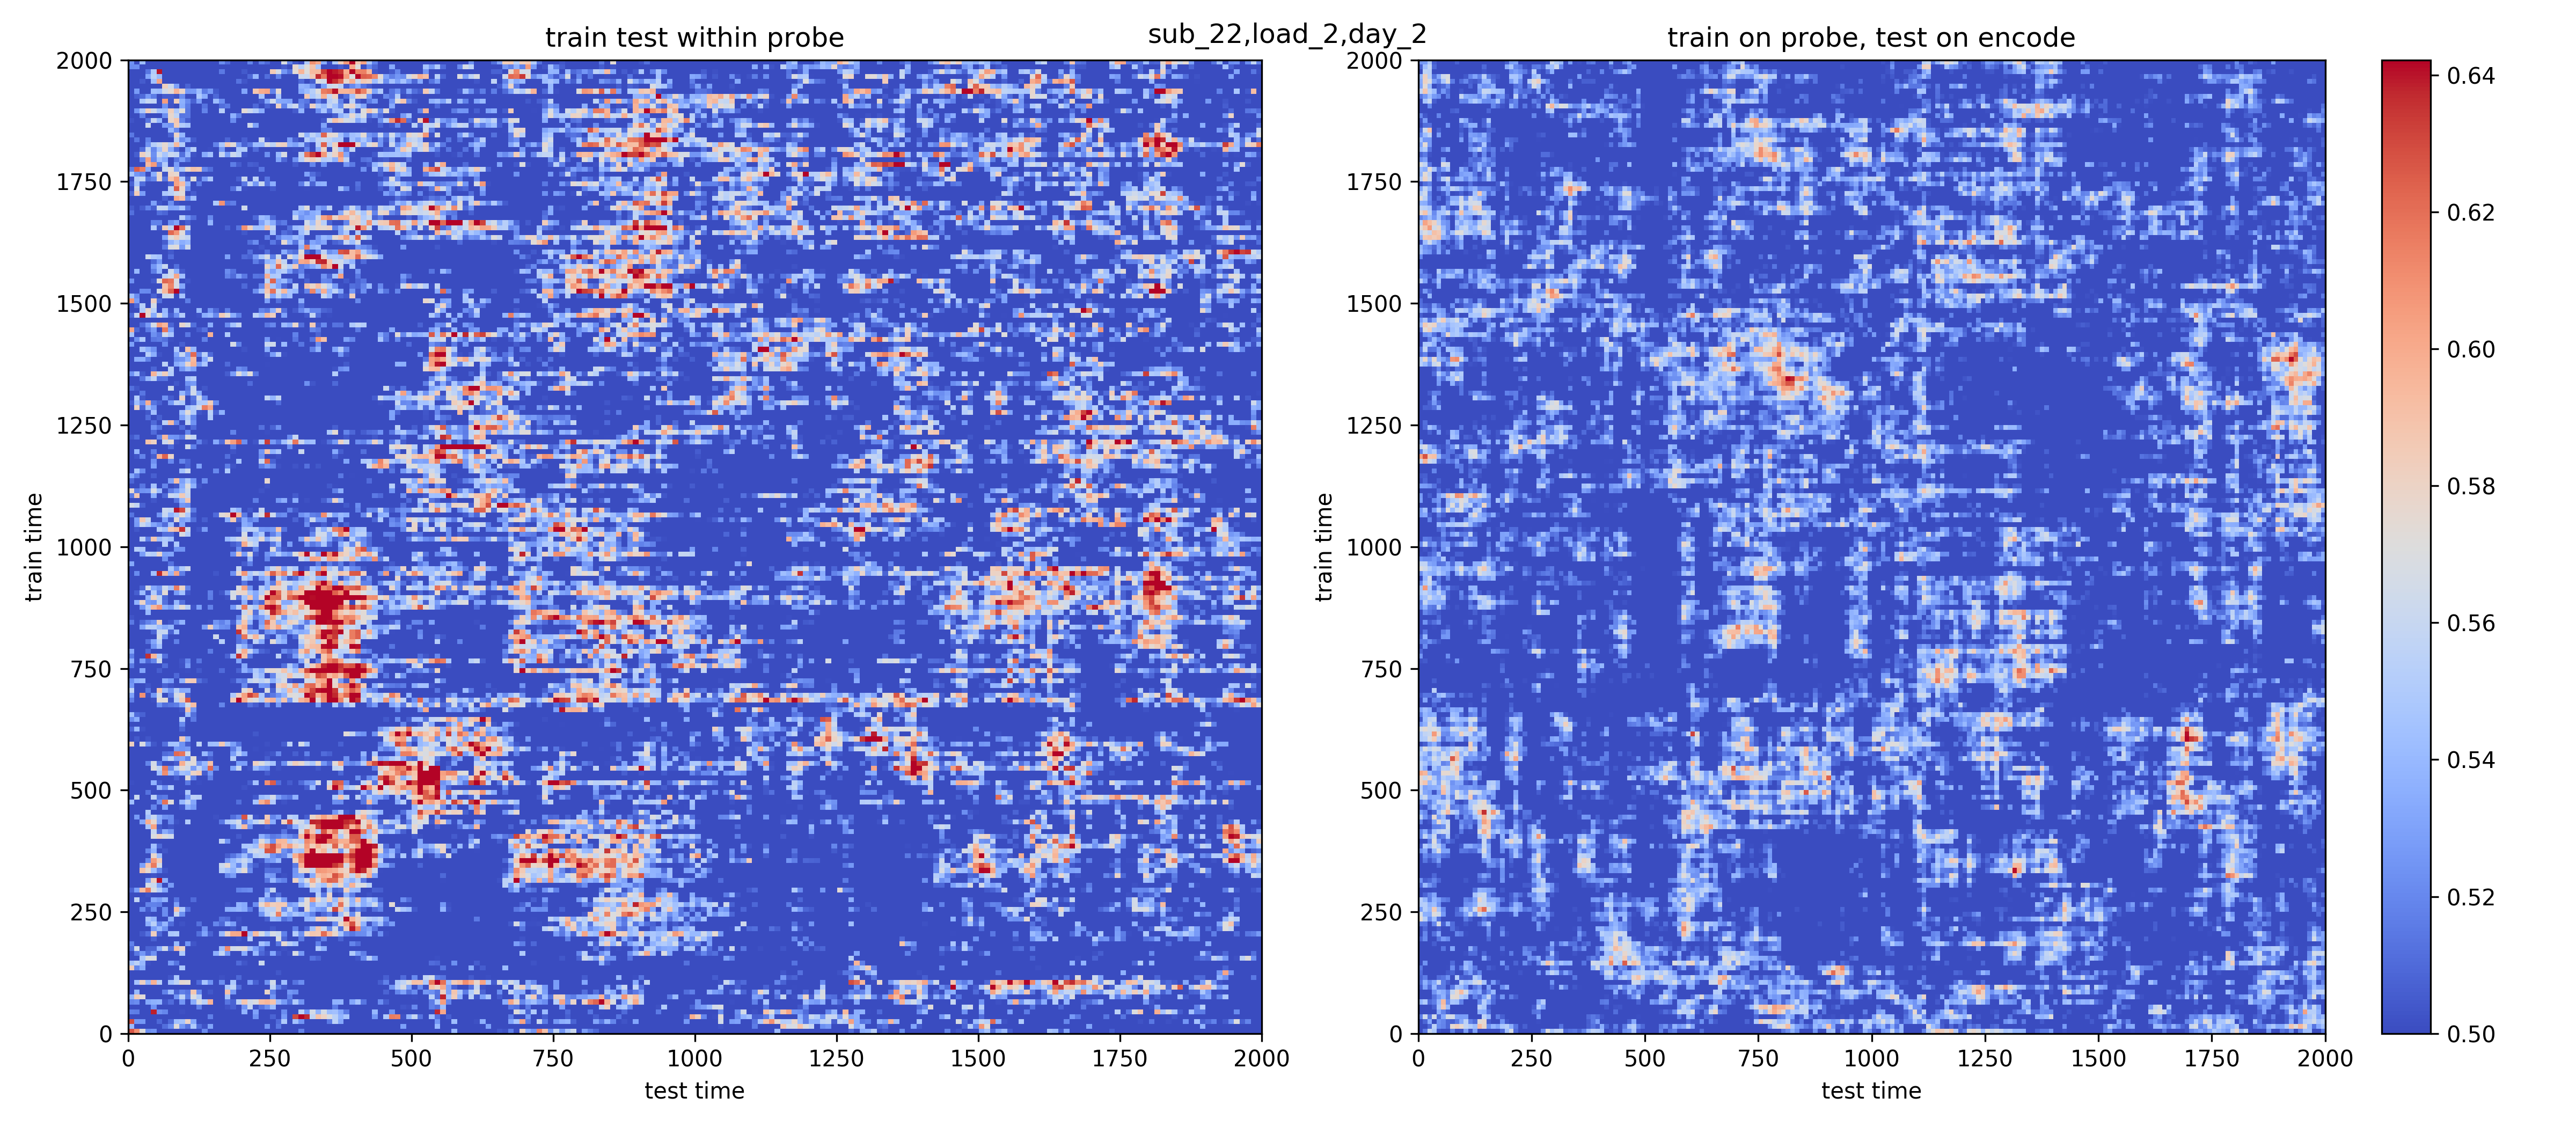 sub_22,load_2,day_2
train test within probe
2000
1750
1500
1250
1000
750
500
250
0
train time
0 250 500 750 1000 1250 1500 1750 2000
test time
train on probe, test on encode
2000
1750
1500
1250
1000
750
500
250
0
train time
0 250 500 750 1000 1250 1500 1750 2000
test time
0.64
0.62
0.60
0.58
0.56
0.54
0.52
0.50